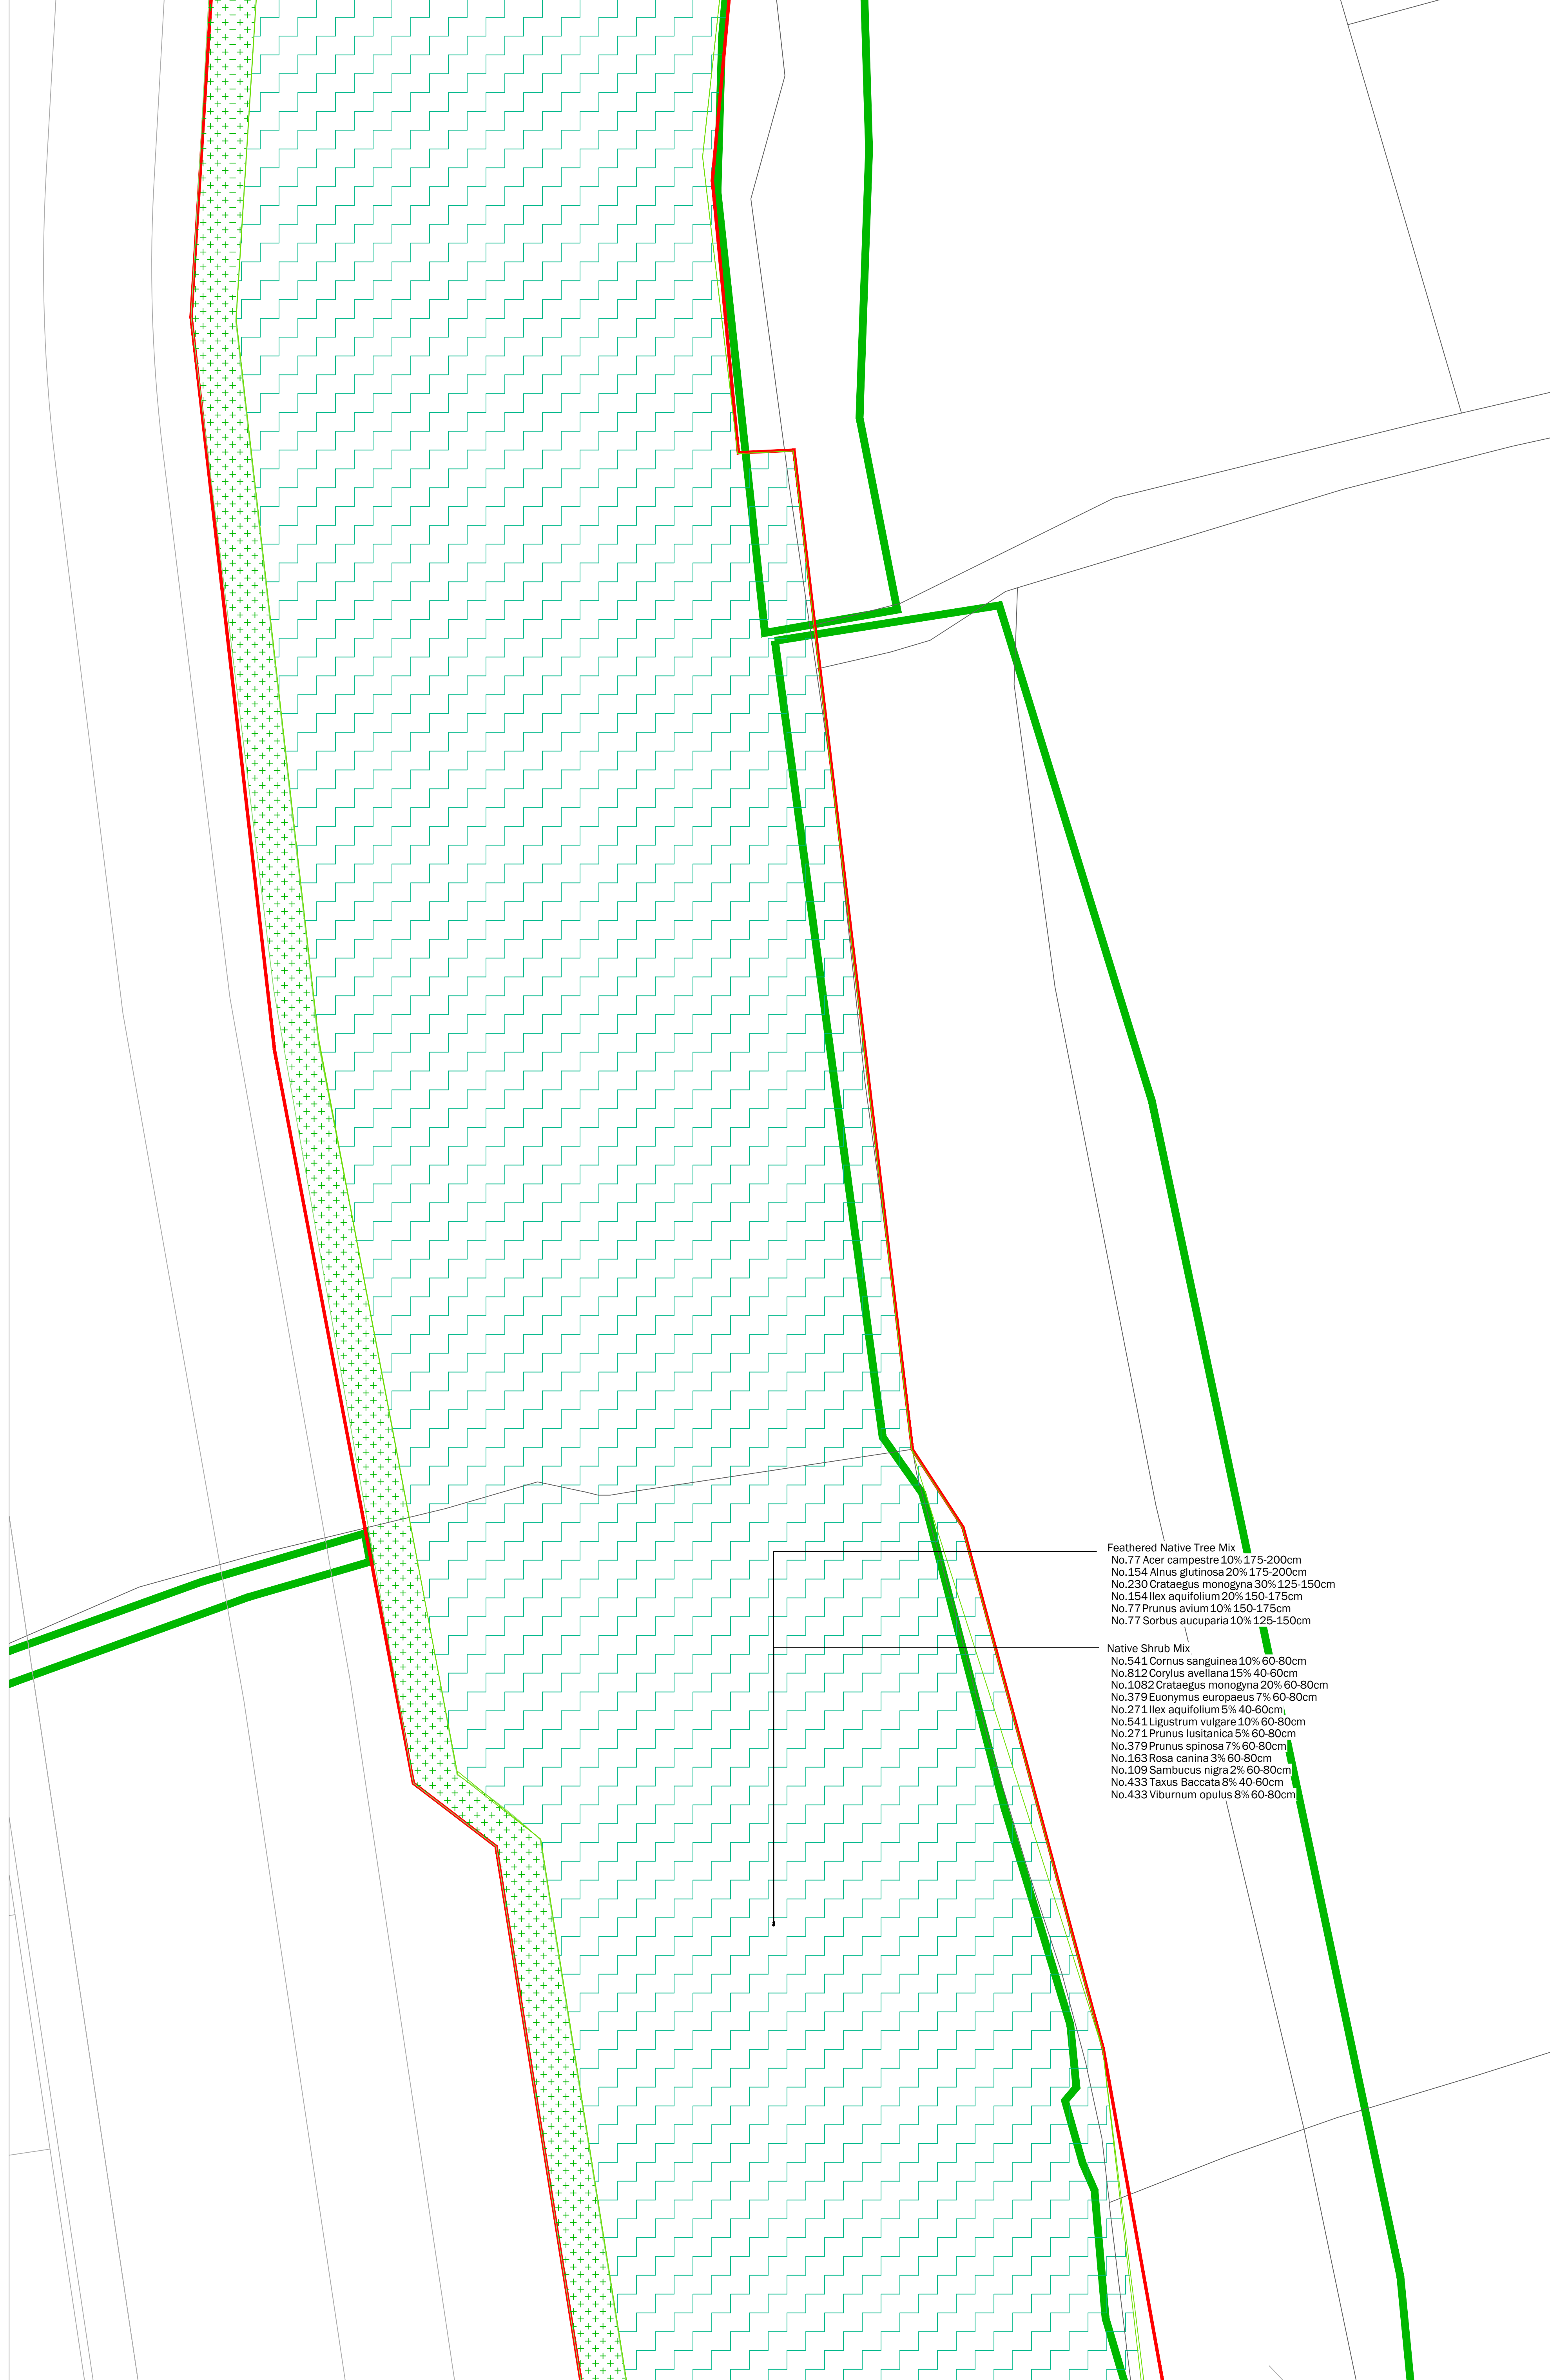 Feathered Native Tree Mix
No.77 Acer campestre 10% 175-200cm
No.154 Alnus glutinosa 20% 175-200cm
No.230 Crataegus monogyna 30% 125-150cm
No.154 Ilex aquifolium 20% 150-175cm
No.77 Prunus avium 10% 150-175cm
No.77 Sorbus aucuparia 10% 125-150cm
Native Shrub Mix
No.541 Cornus sanguinea 10% 60-80cm
No.812 Corylus avellana 15% 40-60cm
No.1082 Crataegus monogyna 20% 60-80cm
No.379 Euonymus europaeus 7% 60-80cm
No.271 Ilex aquifolium 5% 40-60cm
No.541 Ligustrum vulgare 10% 60-80cm
No.271 Prunus lusitanica 5% 60-80cm
No.379 Prunus spinosa 7% 60-80cm
No.163 Rosa canina 3% 60-80cm
No.109 Sambucus nigra 2% 60-80cm
No.433 Taxus Baccata 8% 40-60cm
No.433 Viburnum opulus 8% 60-80cm